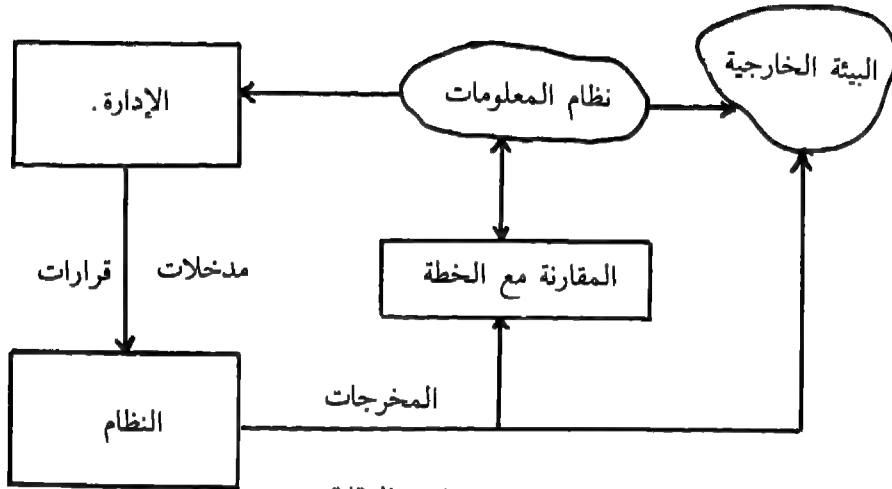 البيئة الخارجية
نظام المعلومات
الإدارة.
المقارنة مع الخطة
مدخلات
قرارات
المخرجات
النظام